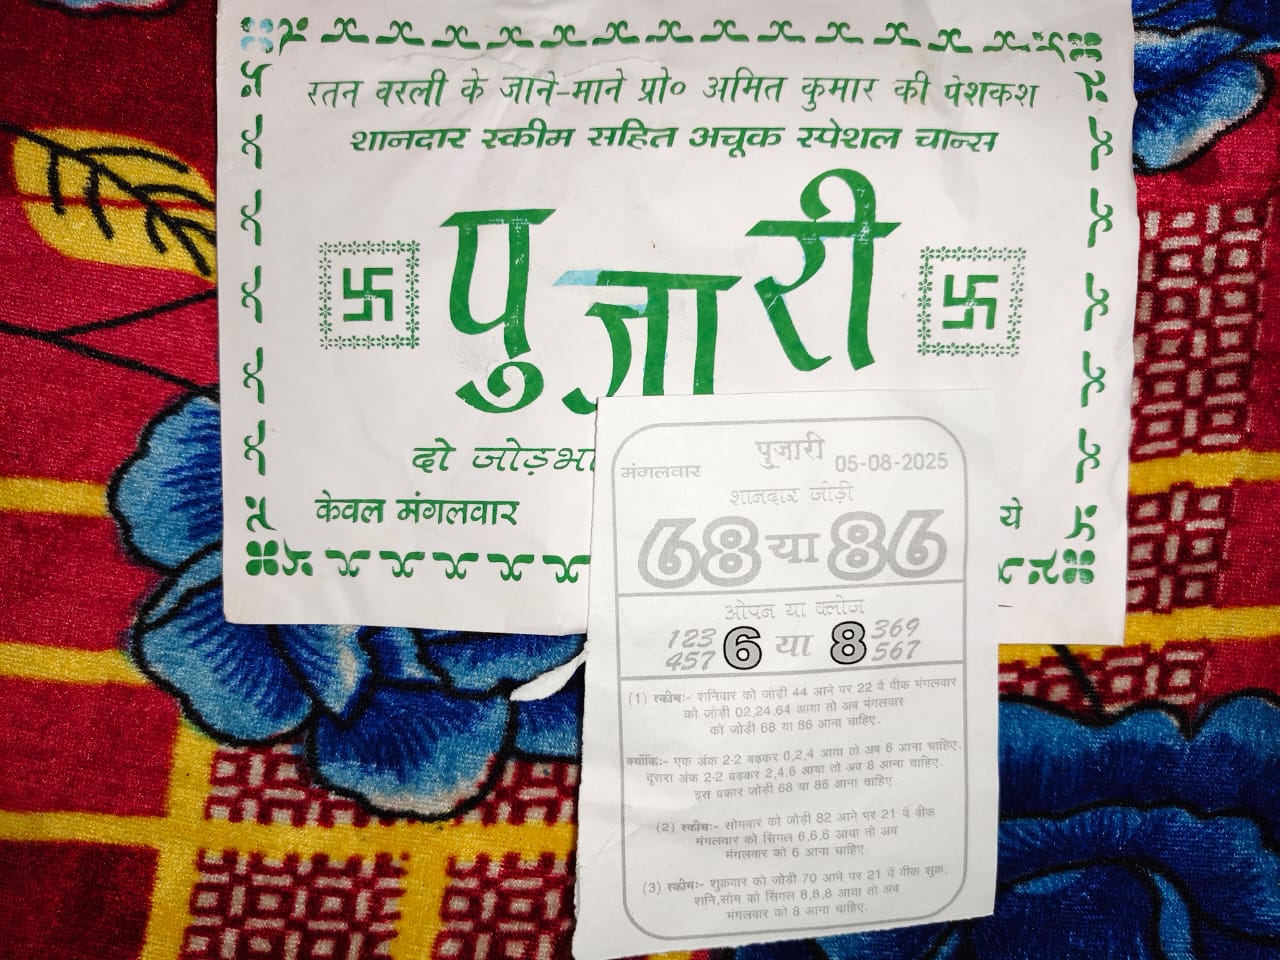 रतन वरली के जाने-माने प्रो० अमित कुमार की पेशकश
शानदार स्कीम सहित अचूक स्पेशल चान्स
पुजारी
दो जोड़भा
केवल मंगलवार
ये
पुजारी
मंगलवार 05-08-2025
शानदार जोड़ी
68 या 86
ओपन या क्लोज
123 457 6 या 8 369 567
(1) स्कीमः- शनिवार को जोड़ी 44 आने पर 22 वें वीक मंगलवार
को जोड़ी 02,24,64 आया तो अब मंगलवार
को जोड़ी 68 या 86 आना चाहिए.
क्योंकिः- एक अंक 2-2 बढ़कर 0,2,4 आया तो अब 6 आना चाहिए.
दूसरा अंक 2-2 बढ़कर 2,4,6 आया तो अब 8 आना चाहिए.
इस प्रकार जोड़ी 68 या 86 आना चाहिए.
(2) स्कीमः- सोमवार को जोड़ी 82 आने पर 21 वें वीक
मंगलवार को सिंगल 6,6,6 आया तो अब
मंगलवार को 6 आना चाहिए.
(3) स्कीमः- शुक्रवार को जोड़ी 70 आने पर 21 वें वीक शुक्र,
शनि,सोम को सिंगल 8,8,8 आया तो अब
मंगलवार को 8 आना चाहिए.